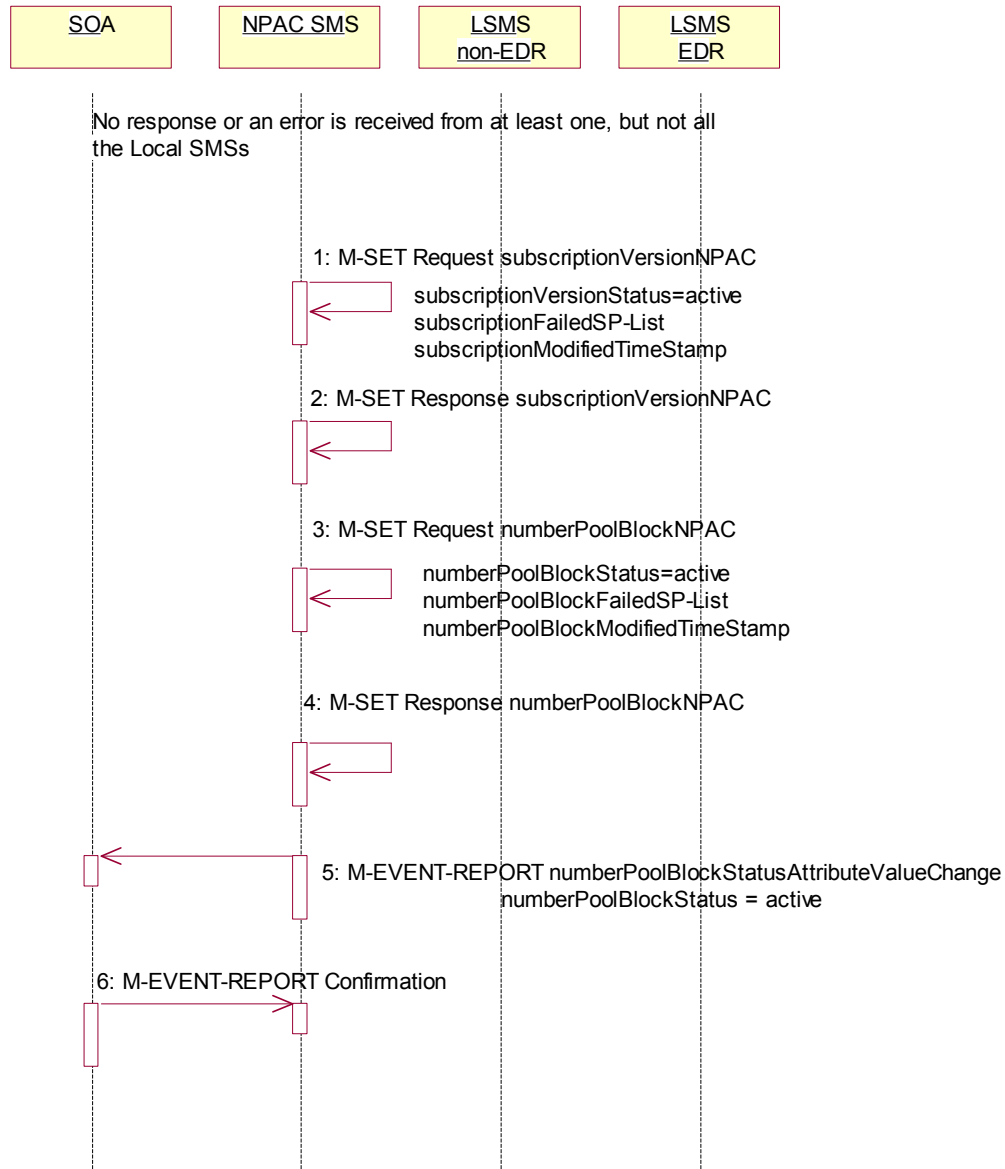 SOA
NPAC SMS
LSMS
non-EDR
LSMS
EDR
No response or an error is received from at least one, but not all
the Local SMSs
1: M-SET Request subscriptionVersionNPAC
subscriptionVersionStatus=active
subscriptionFailedSP-List
subscriptionModifiedTimeStamp
2: M-SET Response subscriptionVersionNPAC
3: M-SET Request numberPoolBlockNPAC
numberPoolBlockStatus=active
numberPoolBlockFailedSP-List
numberPoolBlockModifiedTimeStamp
4: M-SET Response numberPoolBlockNPAC
5: M-EVENT-REPORT numberPoolBlockStatusAttributeValueChange
numberPoolBlockStatus = active
6: M-EVENT-REPORT Confirmation